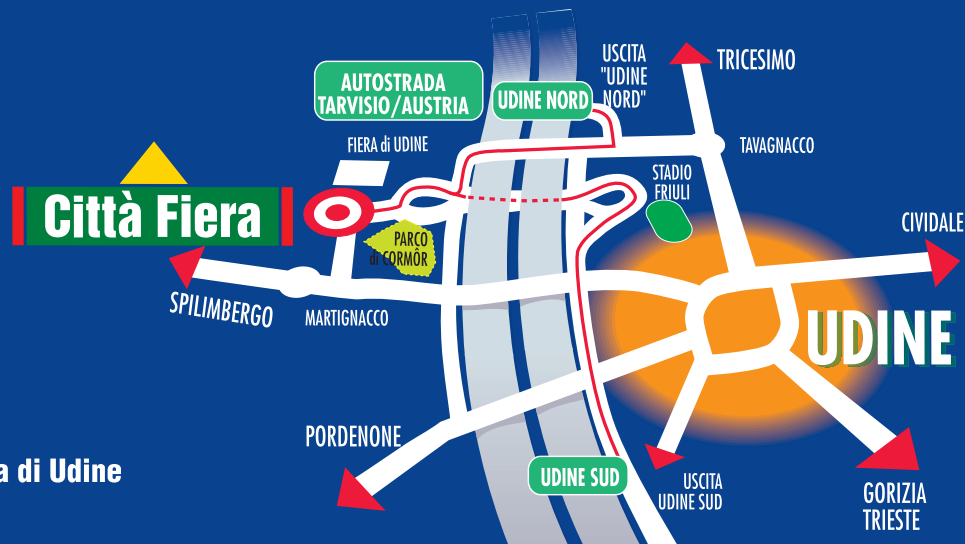 USCITA
"UDINE
NORD"
TRICESIMO
AUTOSTRADA
TARVISIO/AUSTRIA
UDINE NORD
FIERA di UDINE
TAVAGNACCO
STADIO
FRIULI
Città Fiera
CIVIDALE
PARCO
di CORMÔR
SPILIMBERGO
MARTIGNACCO
UDINE
PORDENONE
a di Udine
UDINE SUD
USCITA
UDINE SUD
GORIZIA
TRIESTE